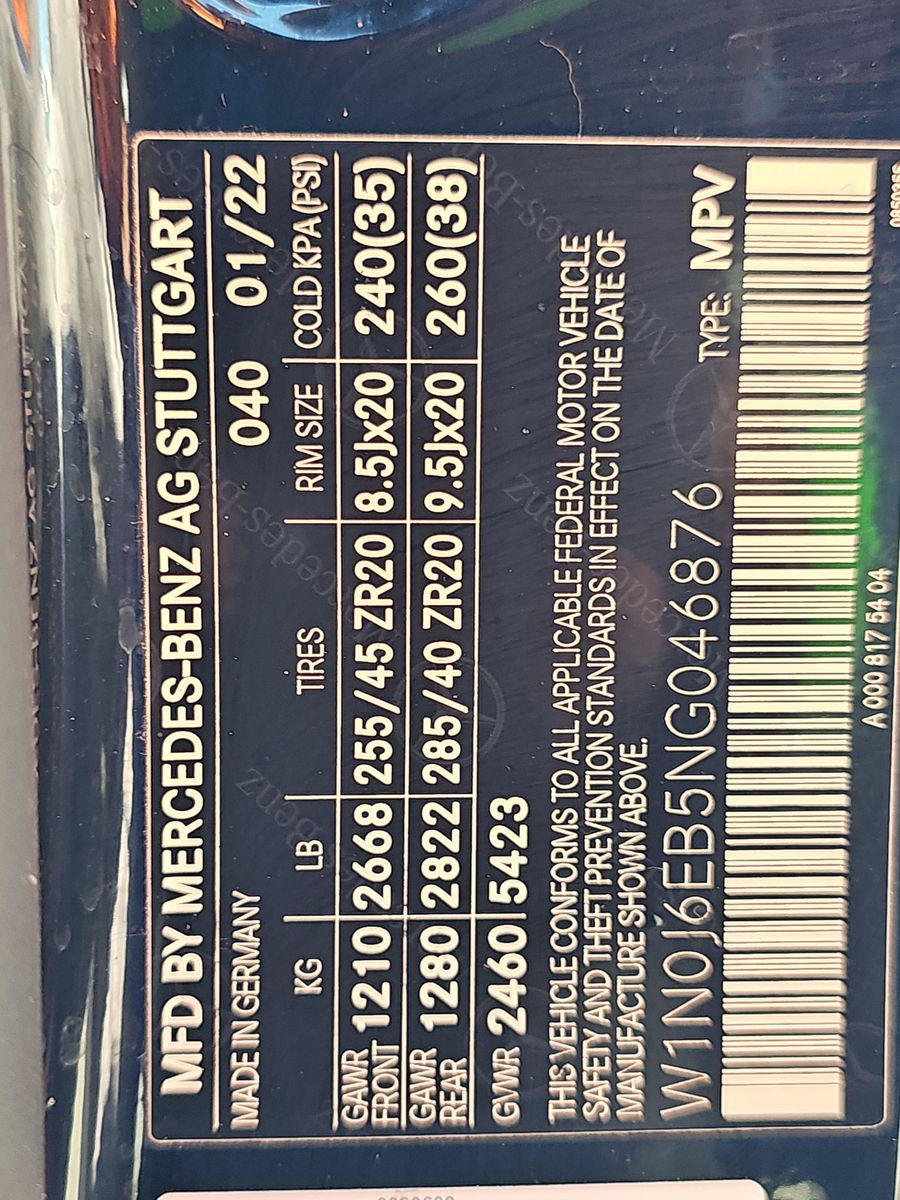 MFD BY MERCEDES-BENZ AG STUTTGART
MADE IN GERMANY 040 01/22
KG LB TIRES RIM SIZE COLD KPA(PSI)
GAWR FRONT 1210 2668 255/45 ZR20 8.5Jx20 240(35)
GAWR REAR 1280 2822 285/40 ZR20 9.5Jx20 260(38)
GVWR 2460 5423
THIS VEHICLE CONFORMS TO ALL APPLICABLE FEDERAL MOTOR VEHICLE
SAFETY AND THEFT PREVENTION STANDARDS IN EFFECT ON THE DATE OF
MANUFACTURE SHOWN ABOVE.
W1N0J6EB5NG046876 TYPE: MPV
A 000 817 54 04